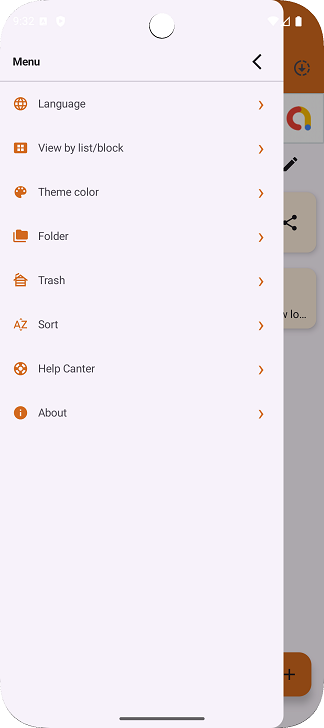 9:32
Menu
Language
View by list/block
Theme color
Folder
Trash
w lo...
Sort
Help Canter
About